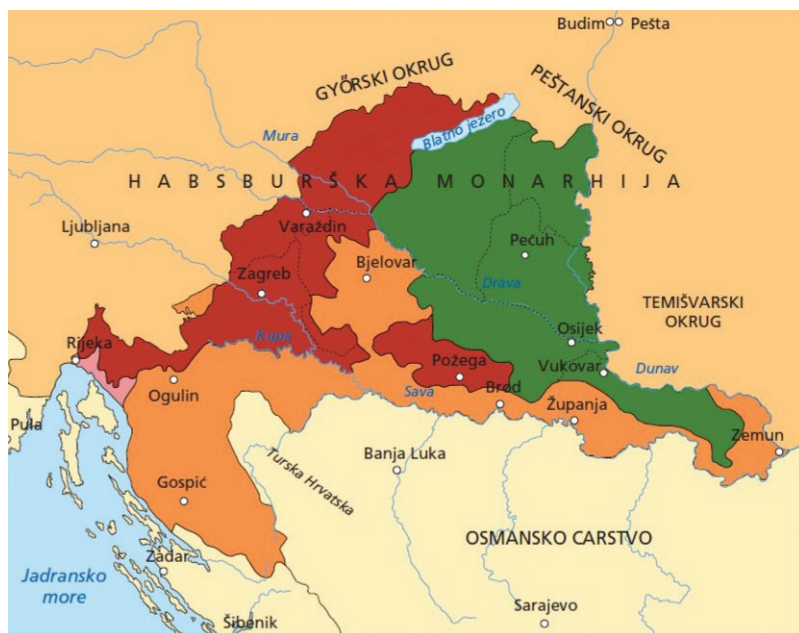 Budim
Pešta
GYŐRSKI OKRUG
PEŠTANSKI OKRUG
Mura
Blatno jezero
HABSBURŠKA MONARHIJA
Ljubljana
Varaždin
Pečuh
Bjelovar
Zagreb
Drava
TEMIŠVARSKI
OKRUG
Rijeka
Kupa
Osijek
Požega
Vukovar
Dunav
Ogulin
Sava
Brod
Županja
Pula
Zemun
Banja Luka
Turska Hrvatska
Gospić
OSMANSKO CARSTVO
Zadar
Jadransko
more
Sarajevo
Šibenik